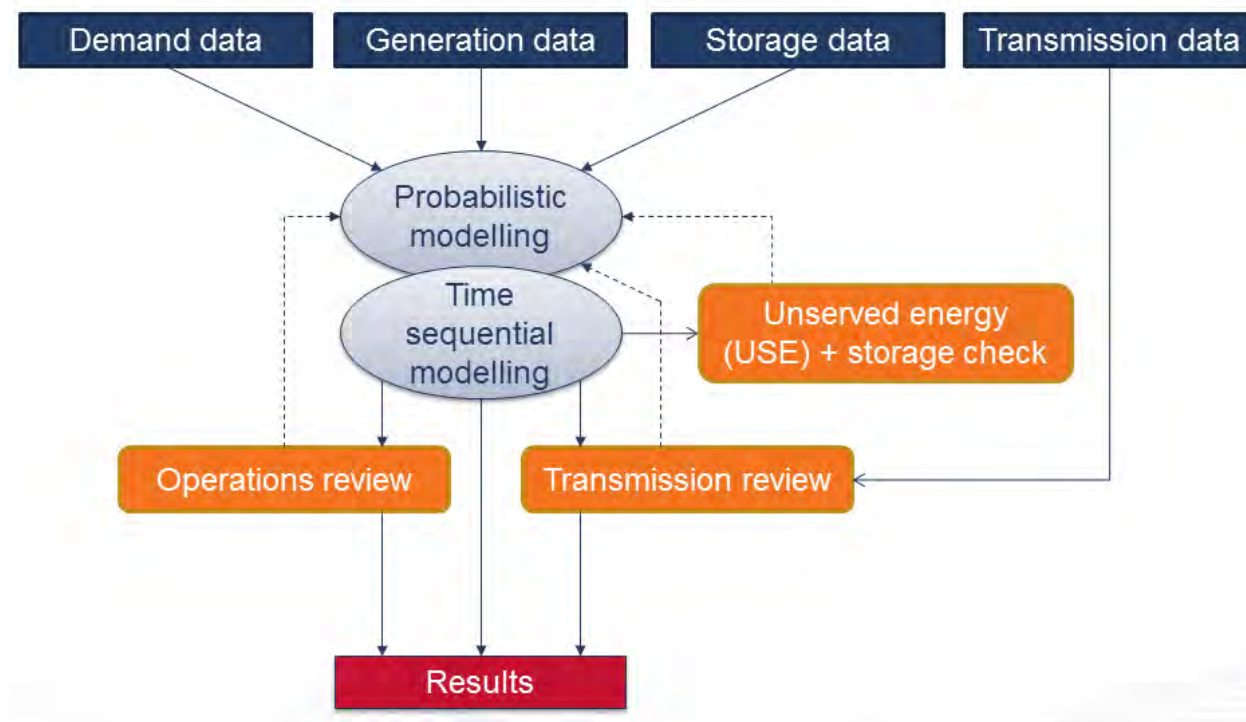 Demand data
Generation data
Storage data
Transmission data
Probabilistic
modelling
Time
sequential
modelling
Unserved energy
(USE) + storage check
Operations review
Transmission review
Results